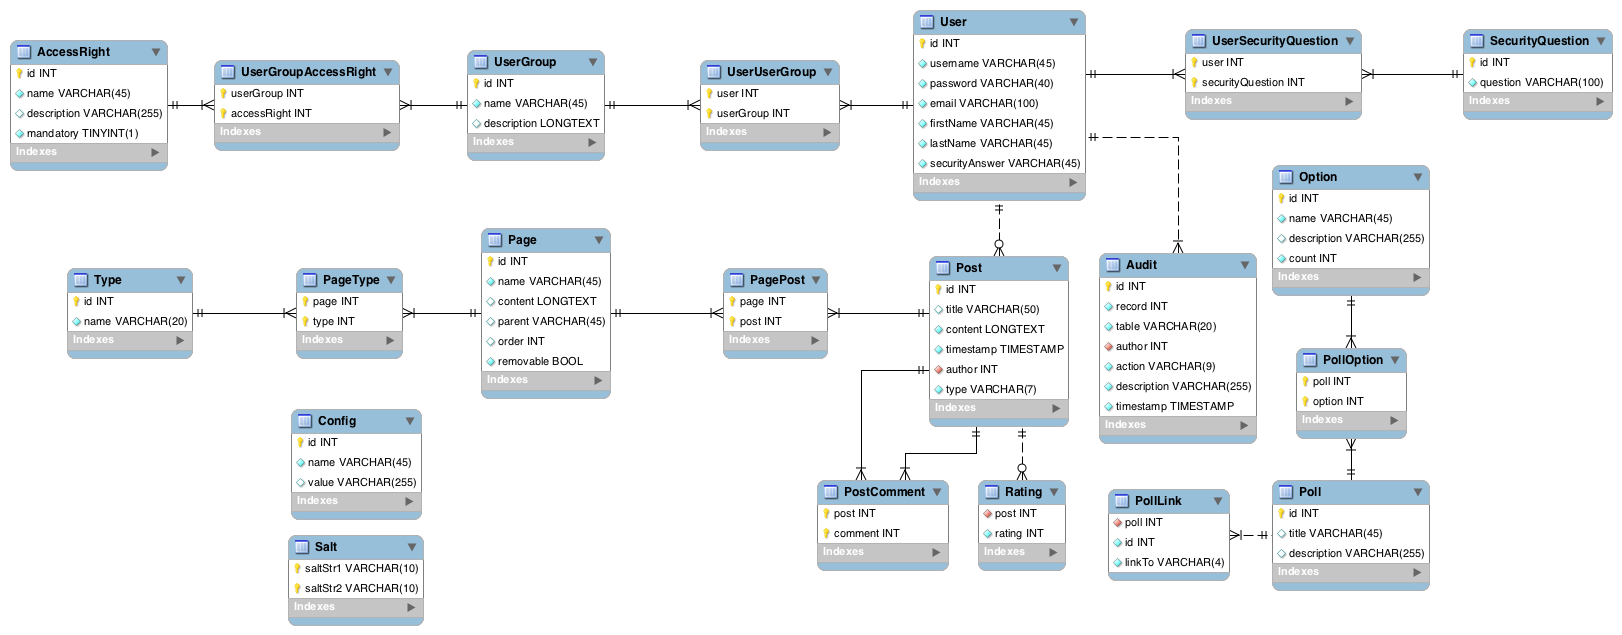 AccessRight
id INT
name VARCHAR(45)
description VARCHAR(255)
mandatory TINYINT(1)
Indexes
UserGroupAccessRight
userGroup INT
accessRight INT
Indexes
UserGroup
id INT
name VARCHAR(45)
description LONGTEXT
Indexes
UserUserGroup
user INT
userGroup INT
Indexes
User
id INT
username VARCHAR(45)
password VARCHAR(40)
email VARCHAR(100)
firstName VARCHAR(45)
lastName VARCHAR(45)
securityAnswer VARCHAR(45)
Indexes
UserSecurityQuestion
user INT
securityQuestion INT
Indexes
SecurityQuestion
id INT
question VARCHAR(100)
Indexes
Type
id INT
name VARCHAR(20)
Indexes
PageType
page INT
type INT
Indexes
Page
id INT
name VARCHAR(45)
content LONGTEXT
parent VARCHAR(45)
order INT
removable BOOL
Indexes
PagePost
page INT
post INT
Indexes
Post
id INT
title VARCHAR(50)
content LONGTEXT
timestamp TIMESTAMP
author INT
type VARCHAR(7)
Indexes
Audit
id INT
record INT
table VARCHAR(20)
author INT
action VARCHAR(9)
description VARCHAR(255)
timestamp TIMESTAMP
Indexes
Option
id INT
name VARCHAR(45)
description VARCHAR(255)
count INT
Indexes
PollOption
poll INT
option INT
Indexes
Config
id INT
name VARCHAR(45)
value VARCHAR(255)
Indexes
Salt
saltStr1 VARCHAR(10)
saltStr2 VARCHAR(10)
Indexes
PostComment
post INT
comment INT
Indexes
Rating
post INT
rating INT
Indexes
PollLink
poll INT
id INT
linkTo VARCHAR(4)
Poll
id INT
title VARCHAR(45)
description VARCHAR(255)
Indexes